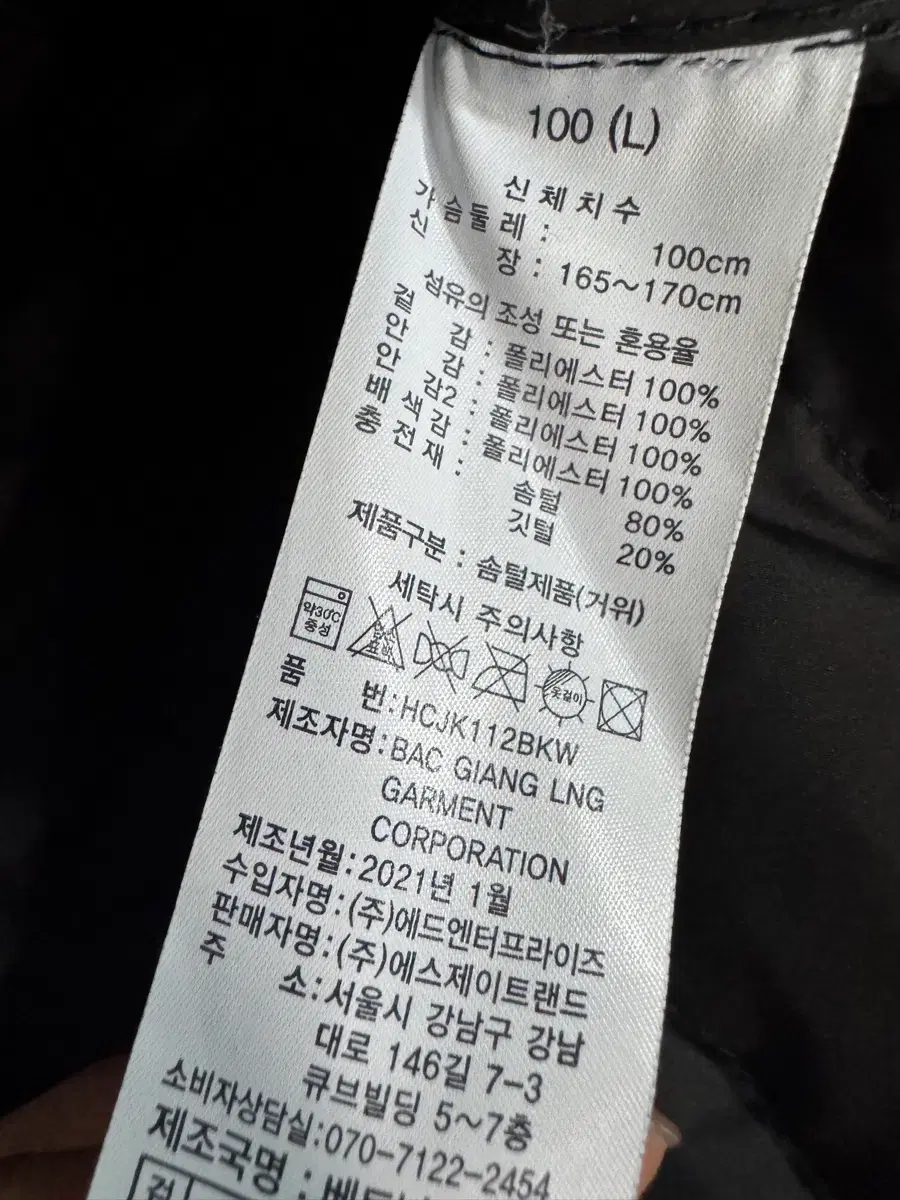 100 (L)
신체치수
가슴둘레 : 100cm
신 장 : 165~170cm
섬유의 조성 또는 혼용율
겉 감 : 폴리에스터 100%
안 감 : 폴리에스터 100%
안 감2 : 폴리에스터 100%
배 색 감 : 폴리에스터 100%
충 전 재 : 솜털 80%
깃털 20%
제품구분 : 솜털제품(거위)
세탁시 주의사항
약30℃
중성
옷걸이
품 번:HCJK112BKW
제조자명:BAC GIANG LNG
GARMENT
CORPORATION
제조년월:2021년 1월
수입자명:(주)에드엔터프라이즈
판매자명:(주)에스제이트랜드
주 소:서울시 강남구 강남
대로 146길 7-3
큐브빌딩 5~7층
소비자상담실:070-7122-2454
제조국명 :